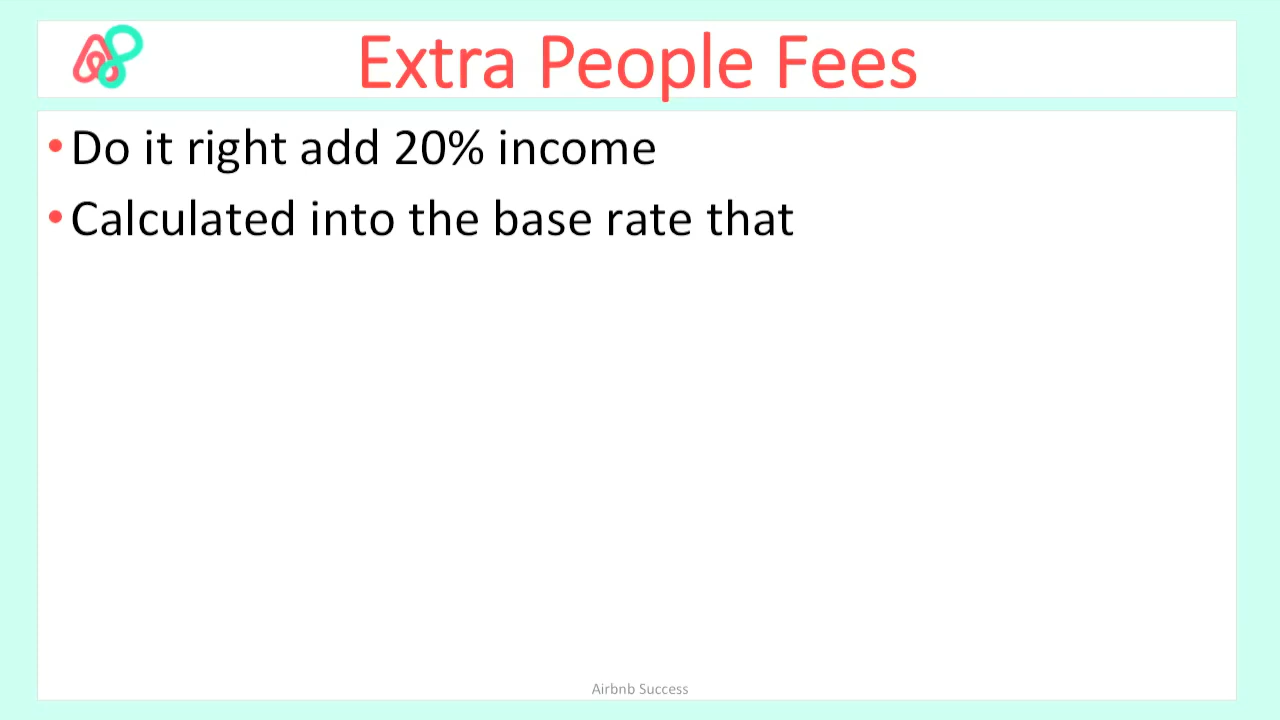 Extra People Fees
•Do it right add 20% income
•Calculated into the base rate that
Airbnb Success